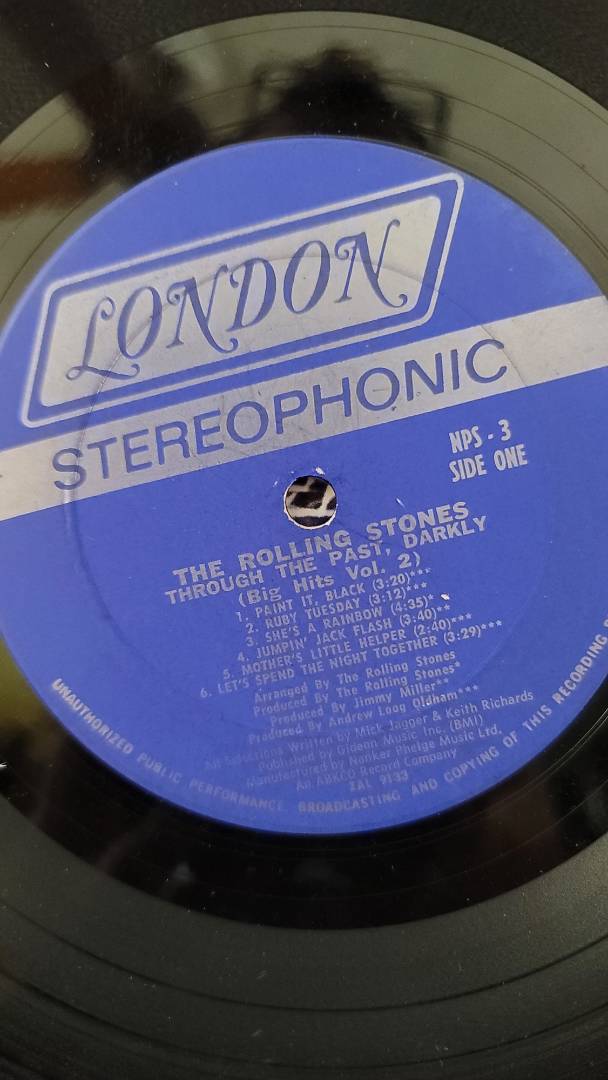 LONDON
STEREOPHONIC
NPS - 3
SIDE ONE
THE ROLLING STONES
THROUGH THE PAST, DARKLY
(Big Hits Vol. 2)
1. PAINT IT, BLACK (3:20)***
2. RUBY TUESDAY (3:12)***
3. SHE'S A RAINBOW (4:35)*
4. JUMPIN' JACK FLASH (3:40)**
5. MOTHER'S LITTLE HELPER (2:40)***
6. LET'S SPEND THE NIGHT TOGETHER (3:29)***
Arranged By The Rolling Stones
Produced By The Rolling Stones*
Produced By Jimmy Miller**
Produced By Andrew Loog Oldham***
All Selections Written by Mick Jagger & Keith Richards
Published by Gideon Music Inc. (BMI)
Manufactured by Nanker Phelge Music Ltd.
An ABKCO Record Company
ZAL 9133
UNAUTHORIZED PUBLIC PERFORMANCE, BROADCASTING AND COPYING OF THIS RECORDING